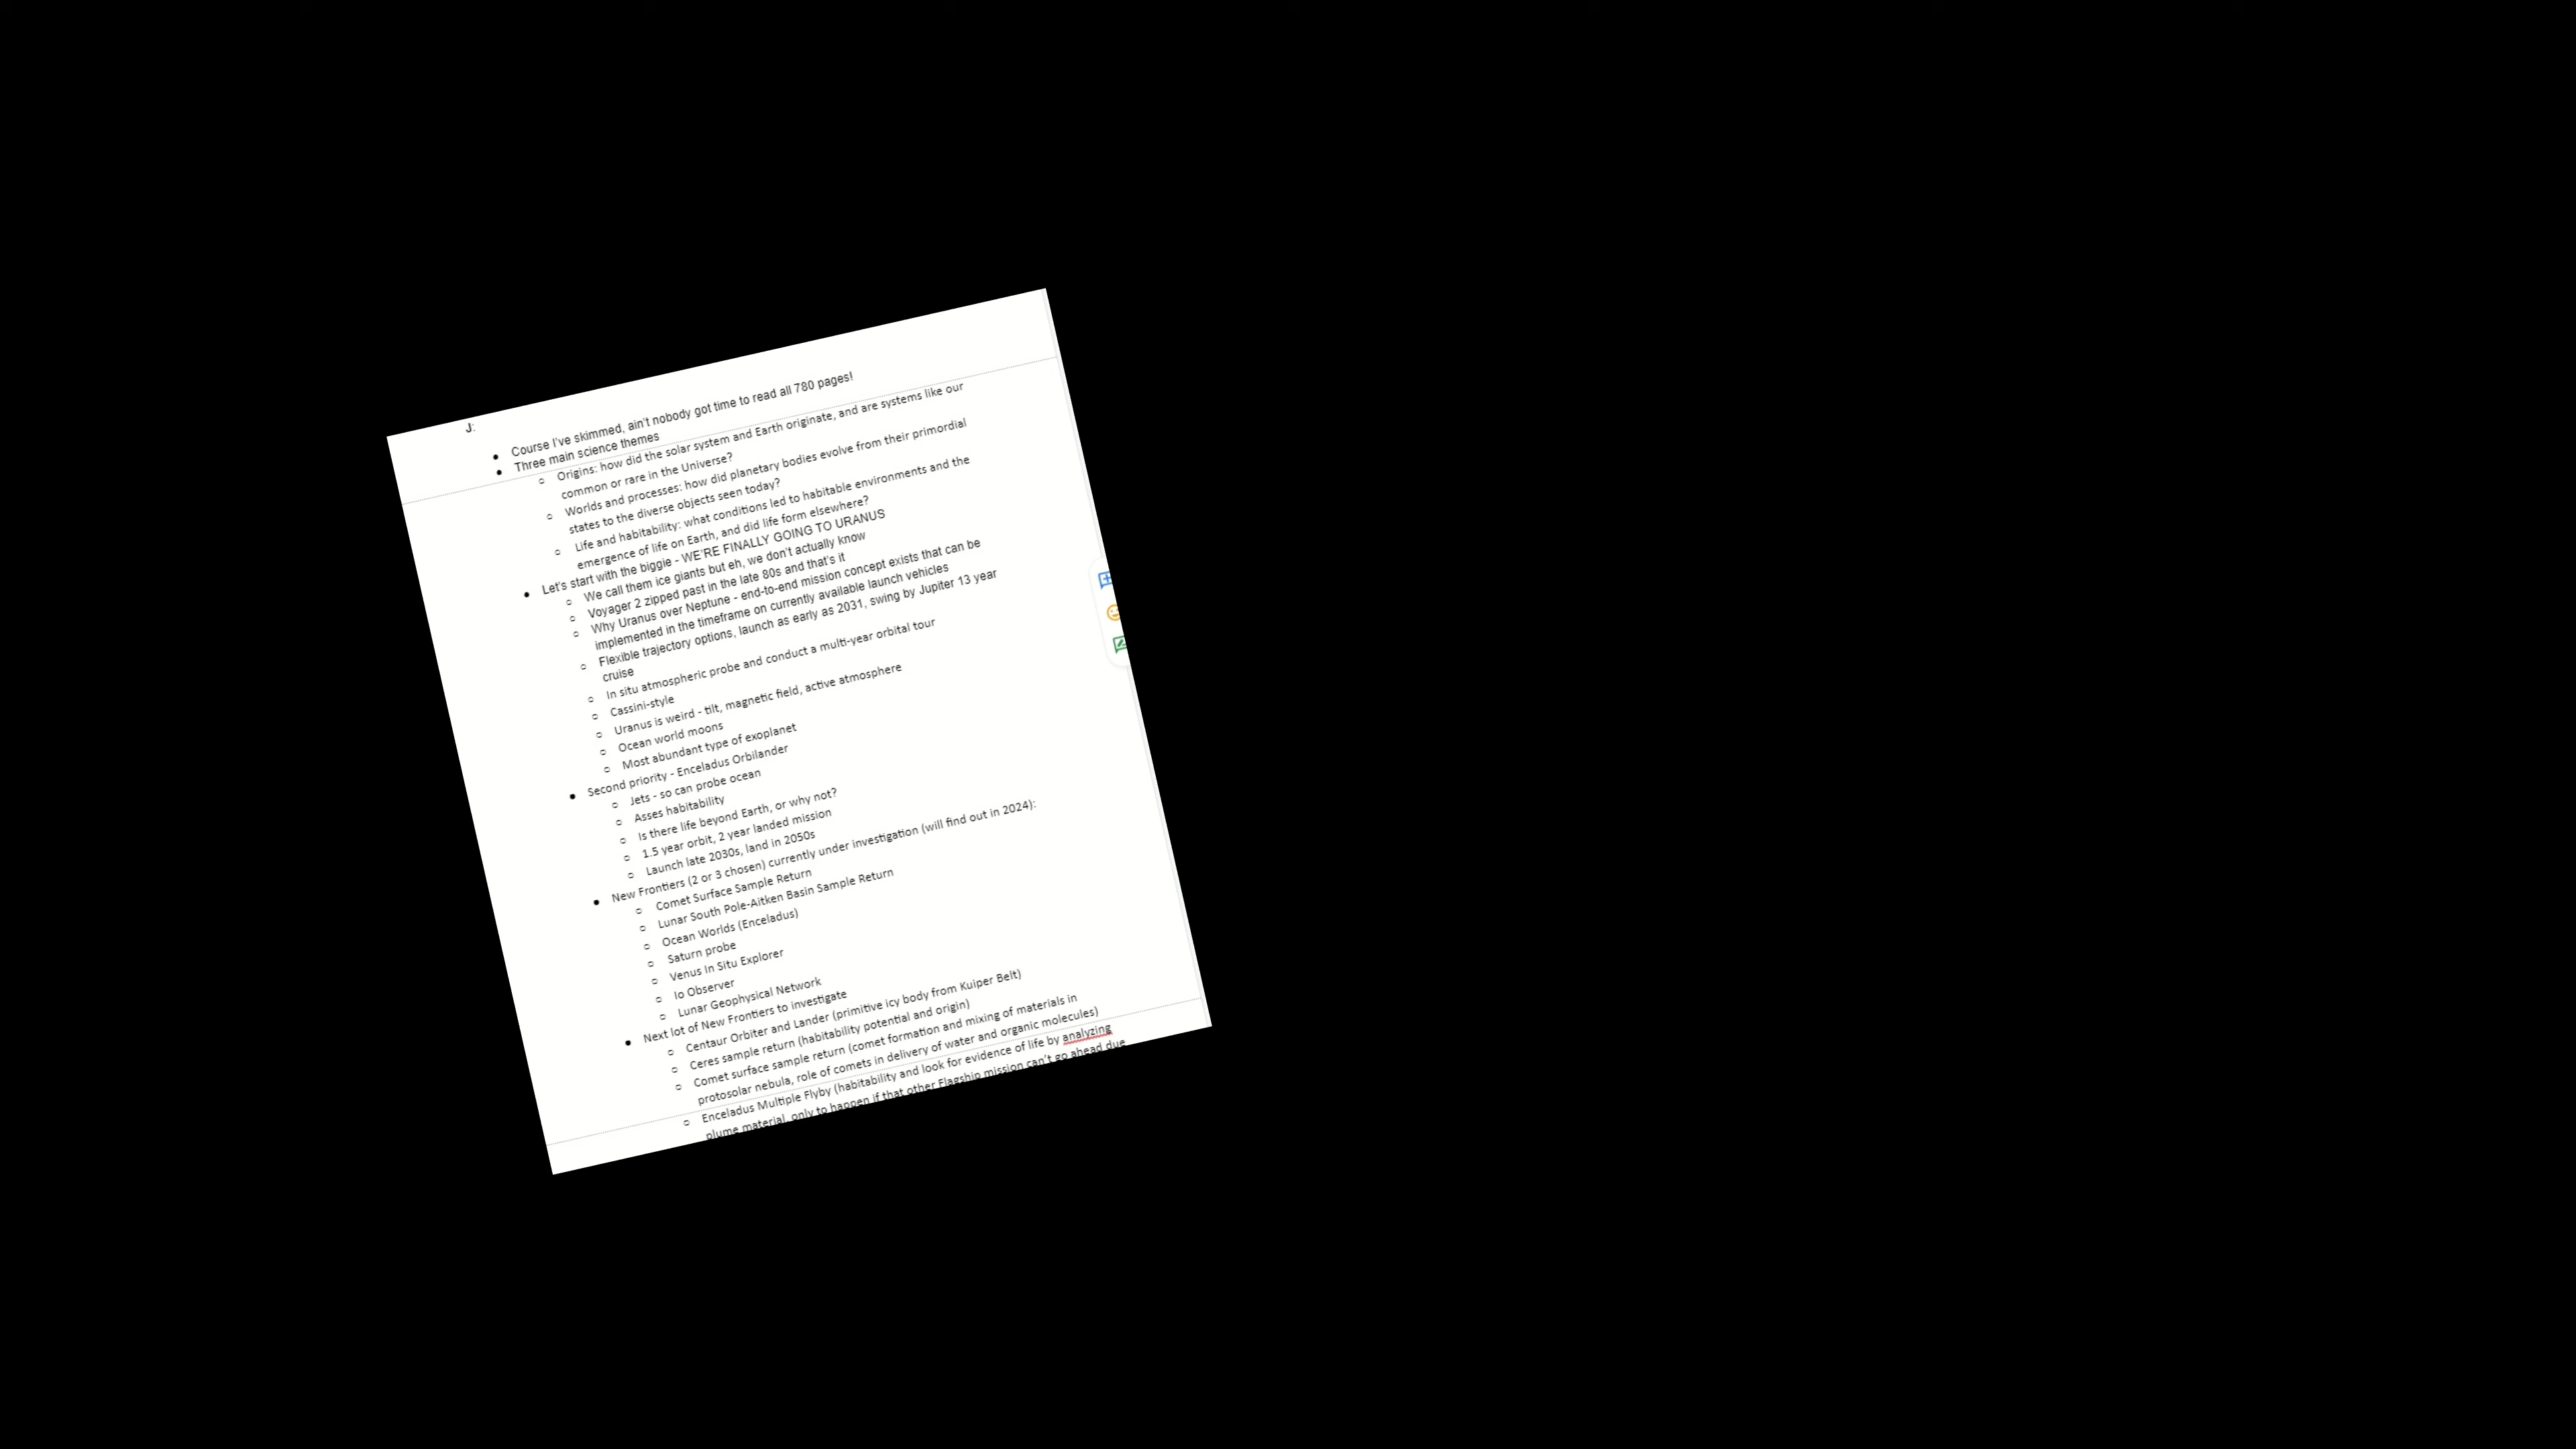 J:
● Course I've skimmed, ain't nobody got time to read all 780 pages!
● Three main science themes
○ Origins: how did the solar system and Earth originate, and are systems like our
common or rare in the Universe?
○ Worlds and processes: how did planetary bodies evolve from their primordial
states to the diverse objects seen today?
○ Life and habitability: what conditions led to habitable environments and the
emergence of life on Earth, and did life form elsewhere?
● Let's start with the biggie - WE'RE FINALLY GOING TO URANUS
○ We call them ice giants but eh, we don't actually know
○ Voyager 2 zipped past in the late 80s and that's it
○ Why Uranus over Neptune - end-to-end mission concept exists that can be
implemented in the timeframe on currently available launch vehicles
○ Flexible trajectory options, launch as early as 2031, swing by Jupiter 13 year
cruise
○ In situ atmospheric probe and conduct a multi-year orbital tour
○ Cassini-style
○ Uranus is weird - tilt, magnetic field, active atmosphere
○ Ocean world moons
○ Most abundant type of exoplanet
● Second priority - Enceladus Orbilander
○ Jets - so can probe ocean
○ Asses habitability
○ Is there life beyond Earth, or why not?
○ 1.5 year orbit, 2 year landed mission
○ Launch late 2030s, land in 2050s
● New Frontiers (2 or 3 chosen) currently under investigation (will find out in 2024):
○ Comet Surface Sample Return
○ Lunar South Pole-Aitken Basin Sample Return
○ Ocean Worlds (Enceladus)
○ Saturn probe
○ Venus In Situ Explorer
○ Io Observer
○ Lunar Geophysical Network
● Next lot of New Frontiers to investigate
○ Centaur Orbiter and Lander (primitive icy body from Kuiper Belt)
○ Ceres sample return (habitability potential and origin)
○ Comet surface sample return (comet formation and mixing of materials in
protosolar nebula, role of comets in delivery of water and organic molecules)
○ Enceladus Multiple Flyby (habitability and look for evidence of life by analyzing
plume material, only to happen if that other Flagship mission can't go ahead due